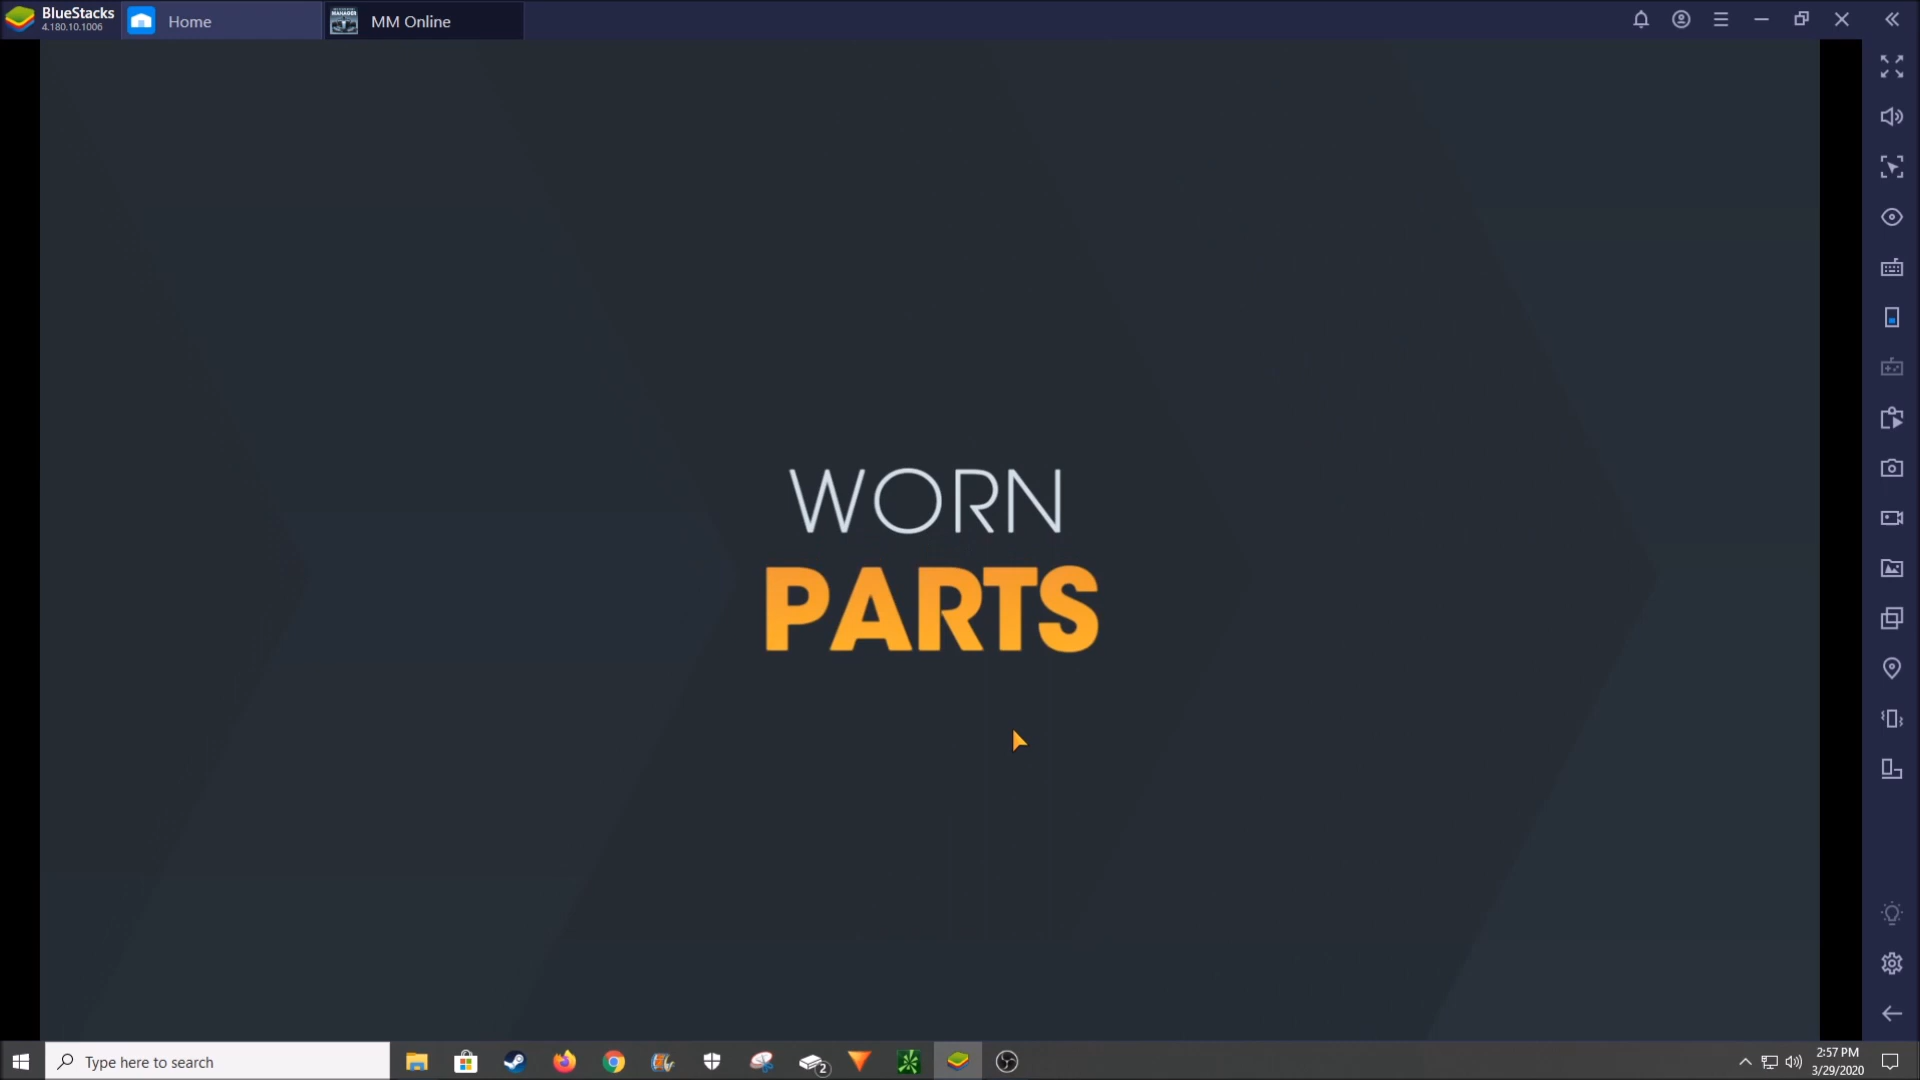 BlueStacks
4.180.10.1006
Home
MM Online
WORN
PARTS
Type here to search
2
2:57 PM
3/29/2020